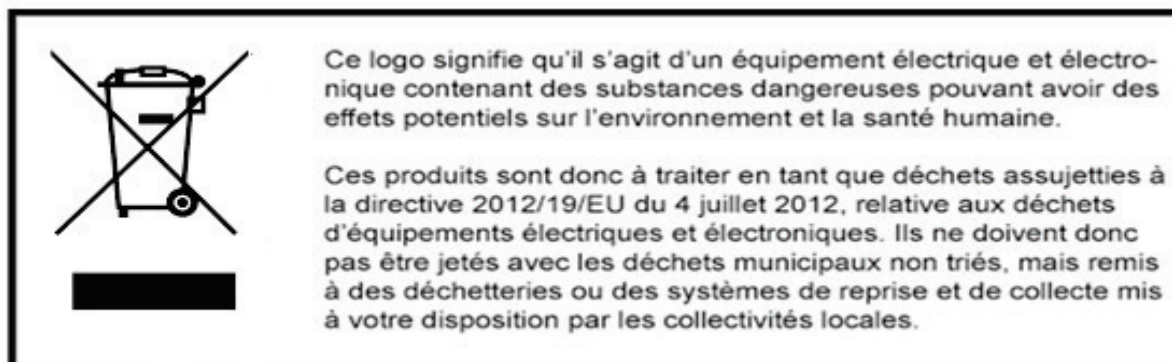 Ce logo signifie qu'il s'agit d'un équipement électrique et électro-
nique contenant des substances dangereuses pouvant avoir des
effets potentiels sur l'environnement et la santé humaine.
Ces produits sont donc à traiter en tant que déchets assujetties à
la directive 2012/19/EU du 4 juillet 2012, relative aux déchets
d'équipements électriques et électroniques. Ils ne doivent donc
pas être jetés avec les déchets municipaux non triés, mais remis
à des déchetteries ou des systèmes de reprise et de collecte mis
à votre disposition par les collectivités locales.